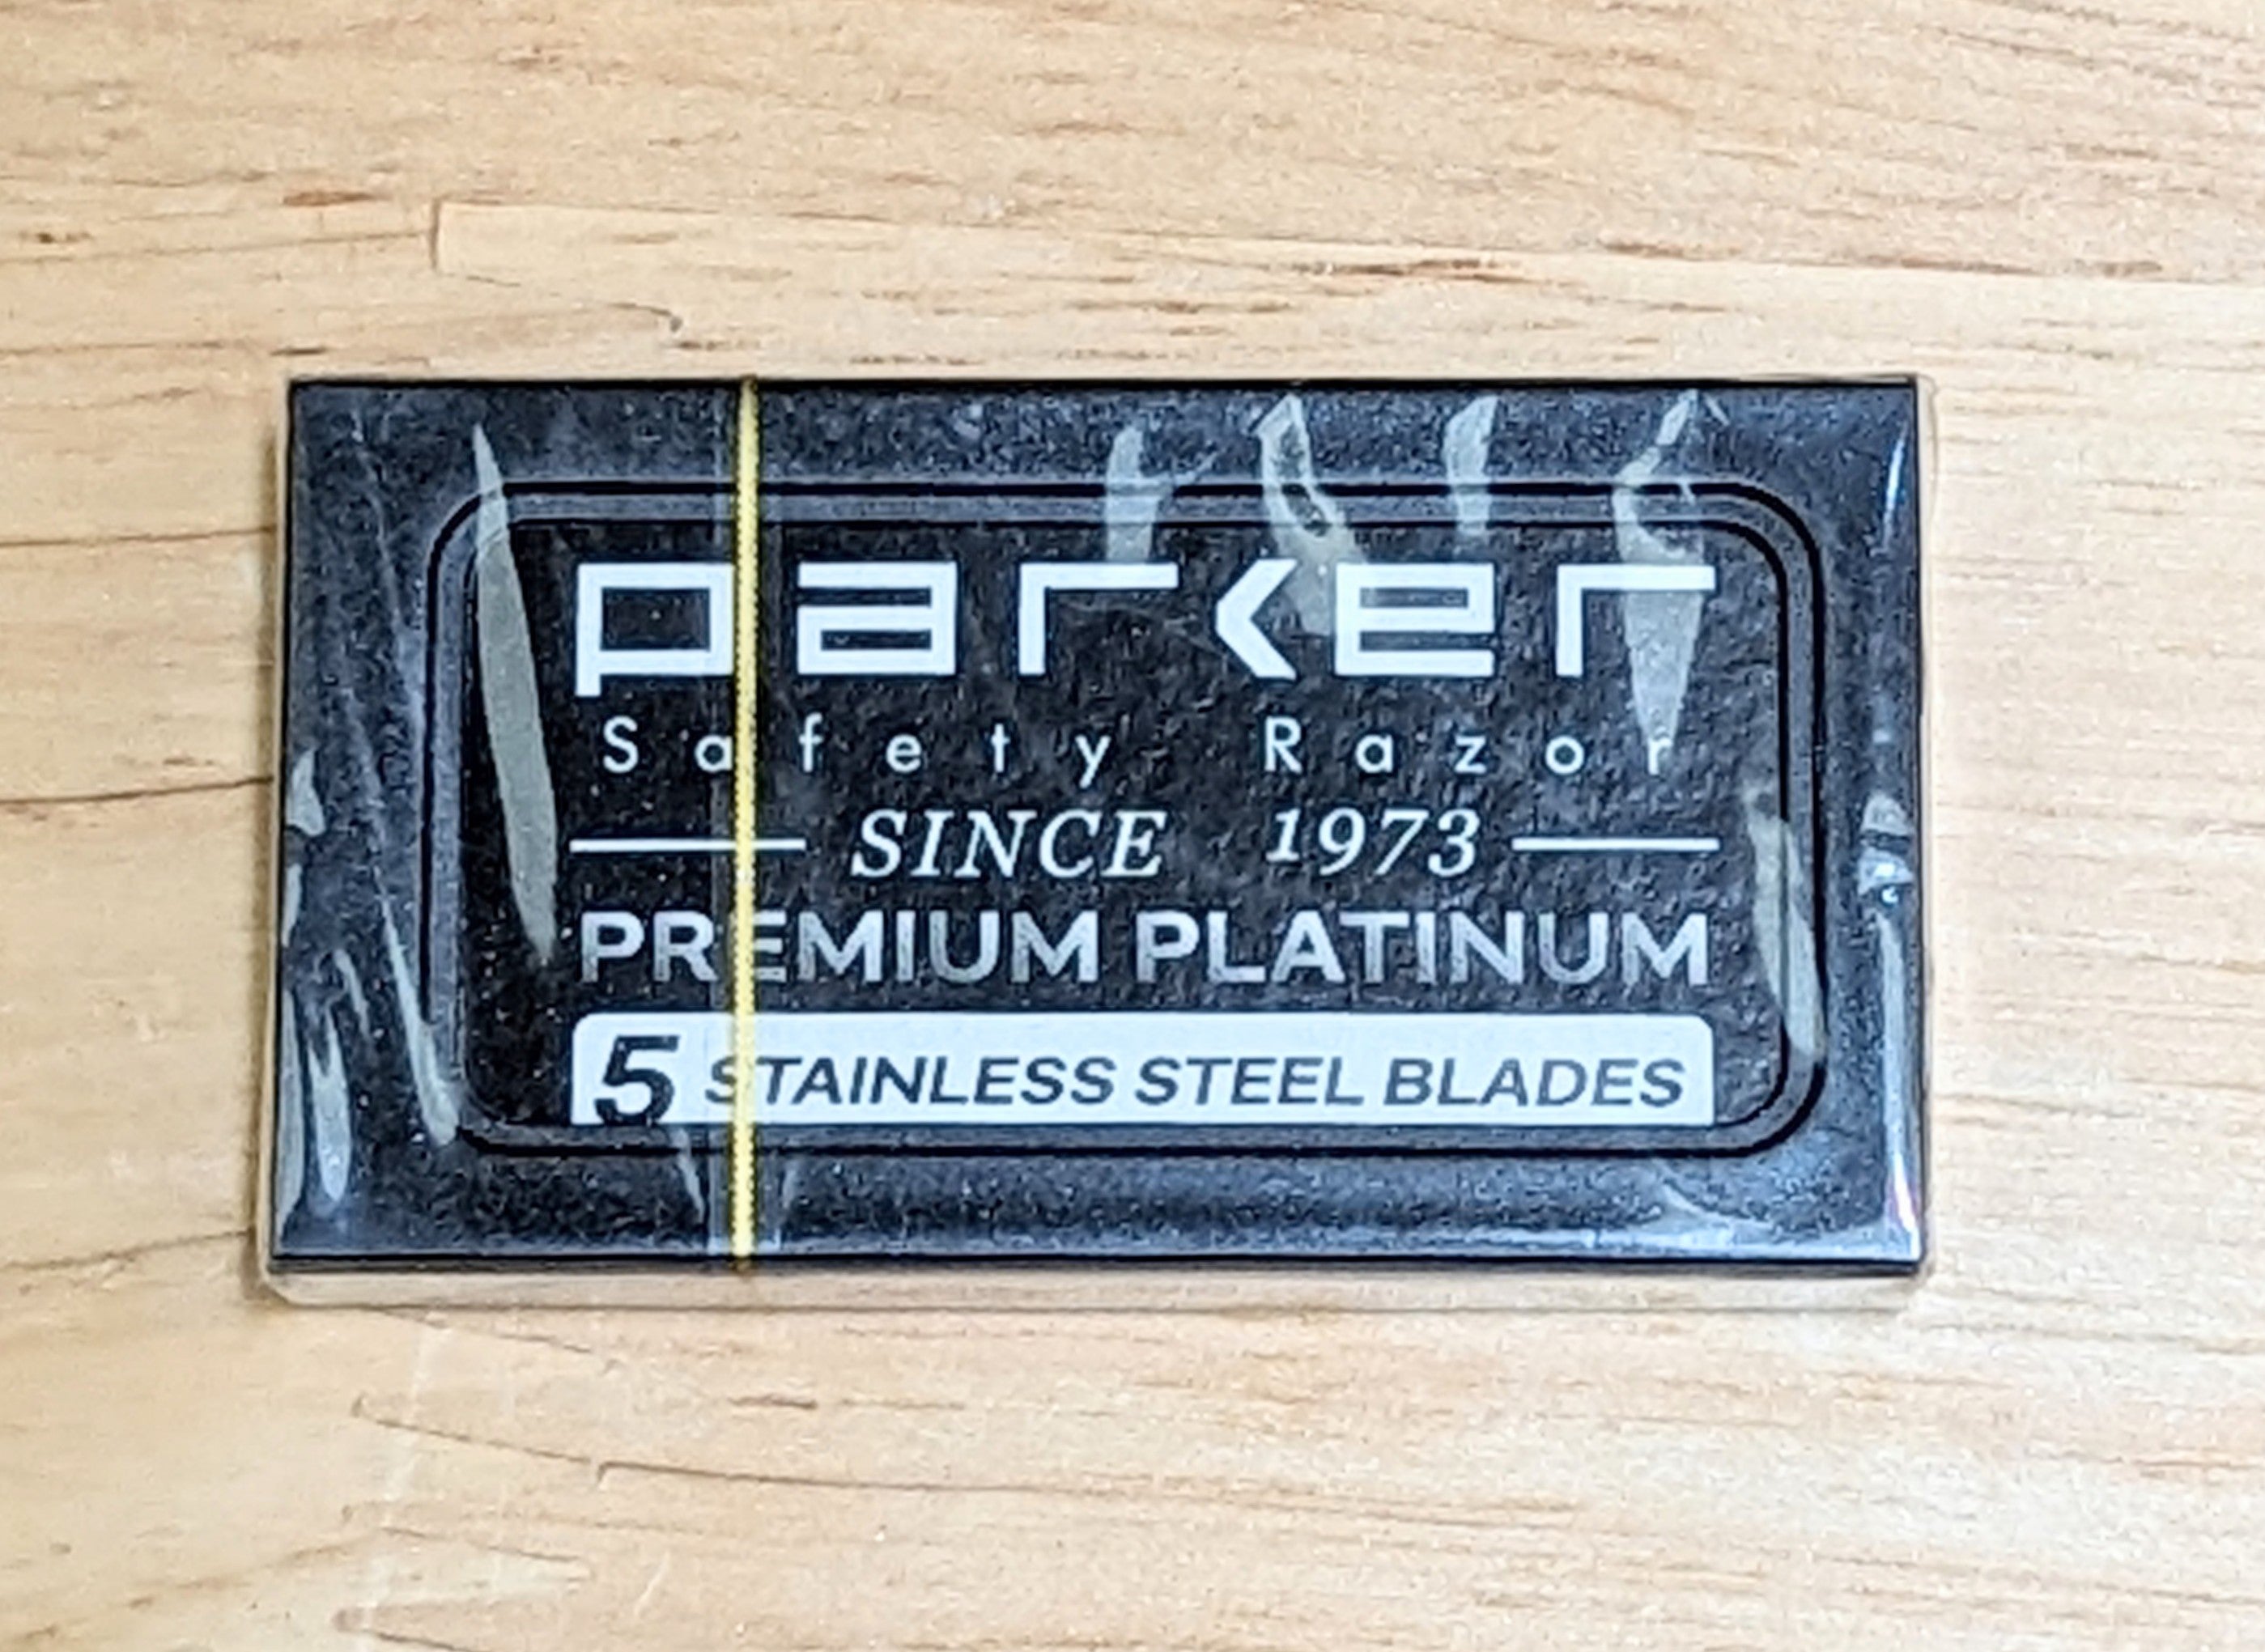 parker
Safety Razor
SINCE 1973
PREMIUM PLATINUM
5 STAINLESS STEEL BLADES